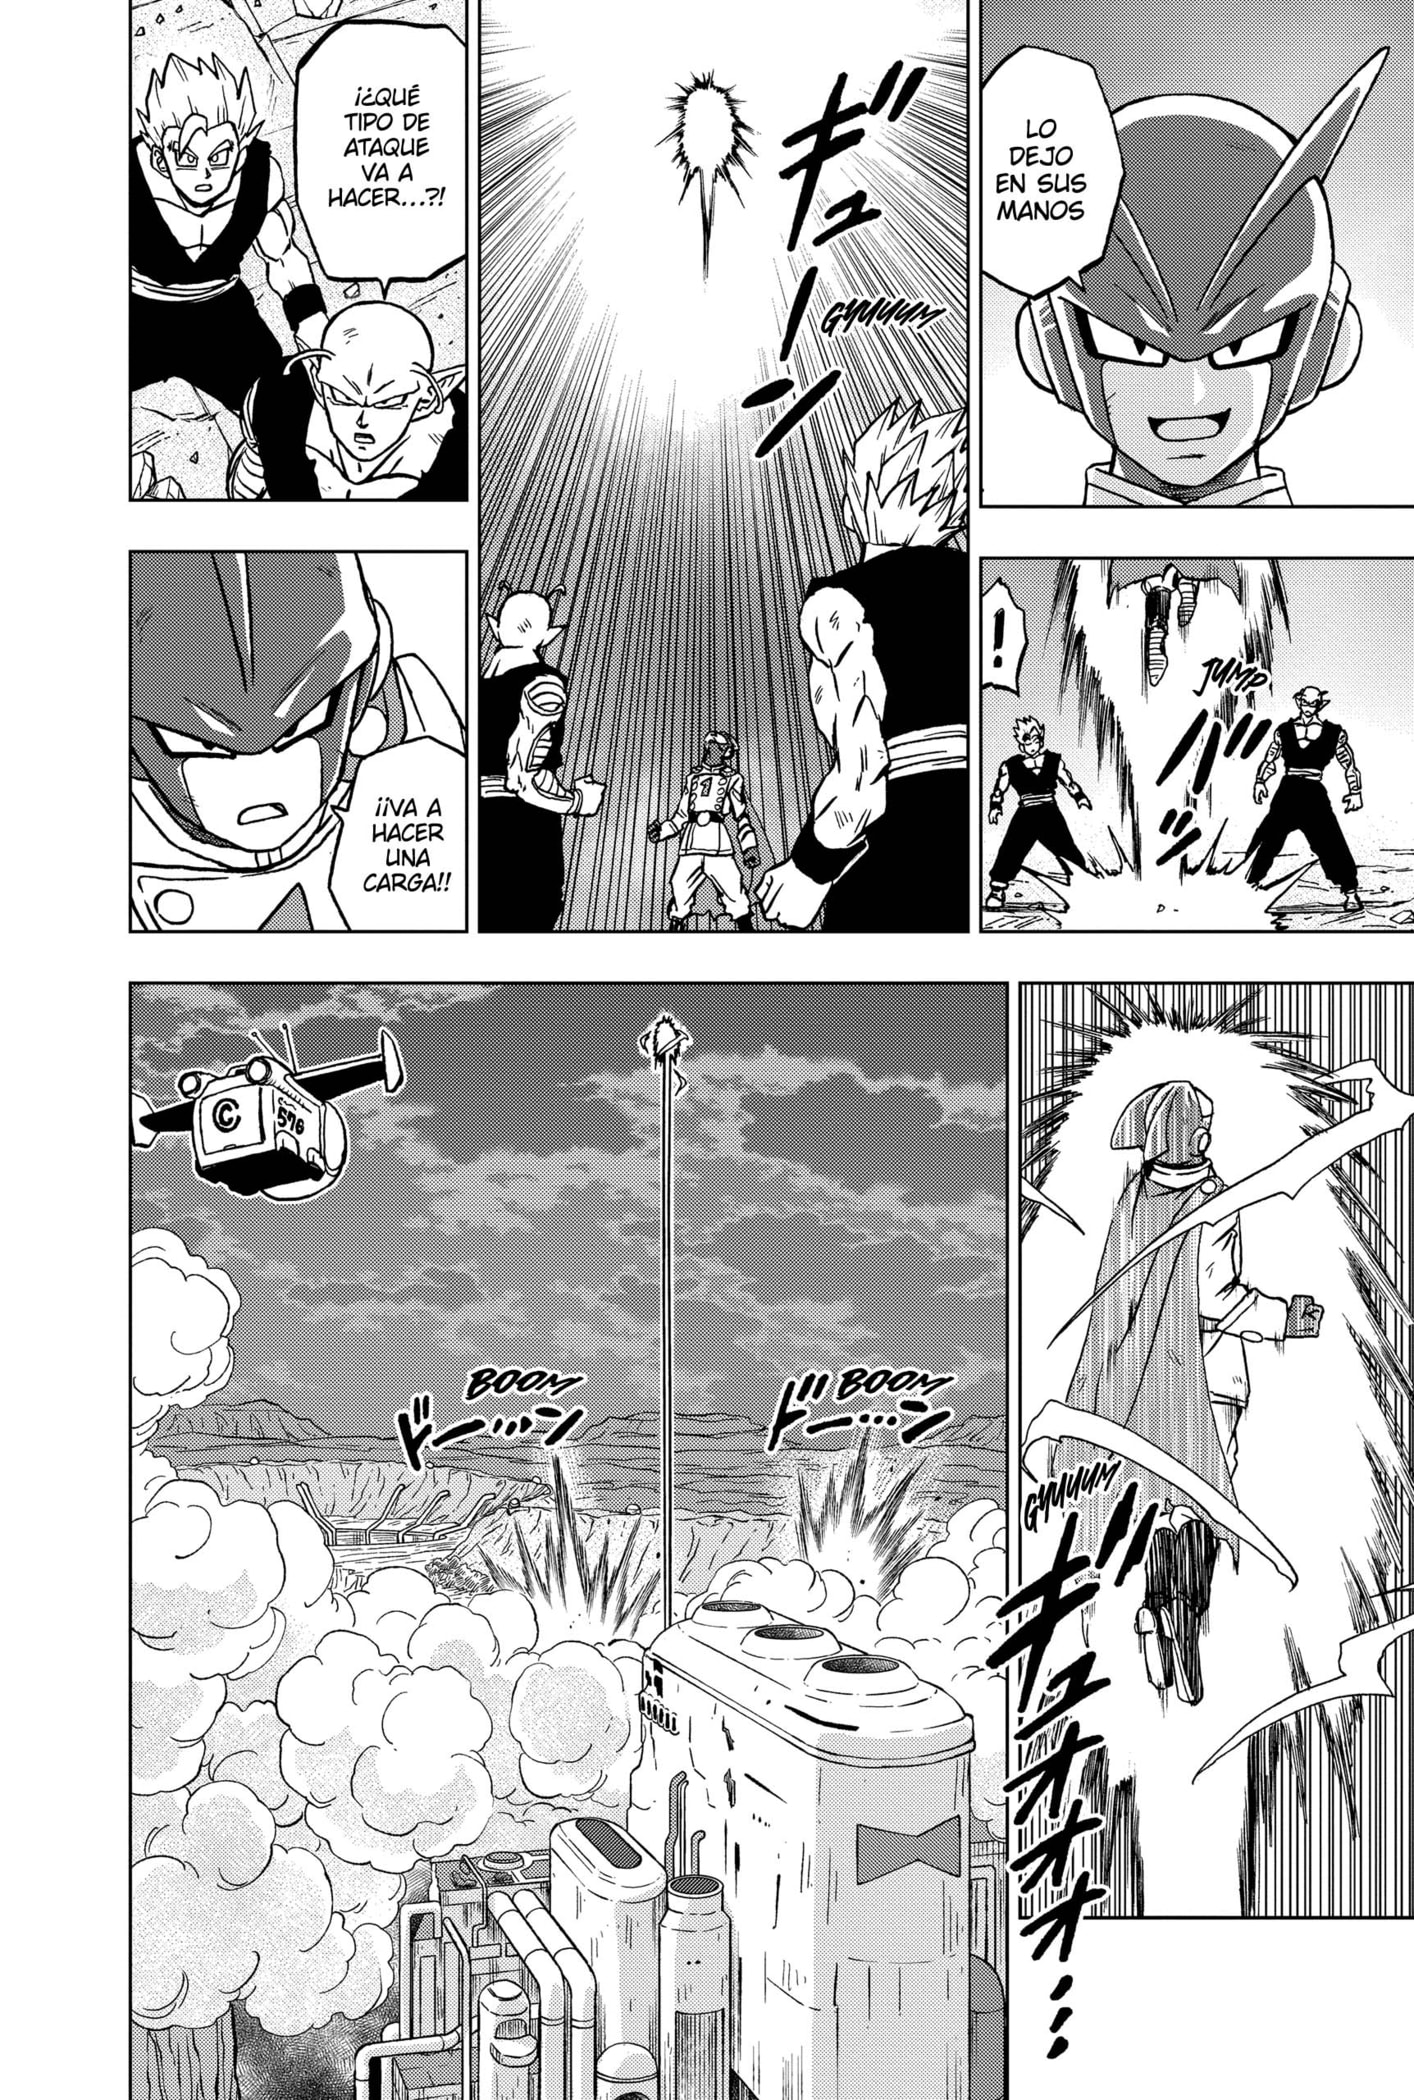 LO
DEJO
EN SUS
MANOS
!
JUMP
バッ
ギューン
GYUUUM
¡¿QUÉ
TIPO DE
ATAQUE
VA A
HACER...?!
1
¡¡VA A
HACER
UNA
CARGA!!
GYUUUM
ギュオオオオ...
C
576
BOOM
ドーン
BOOM
ドーン